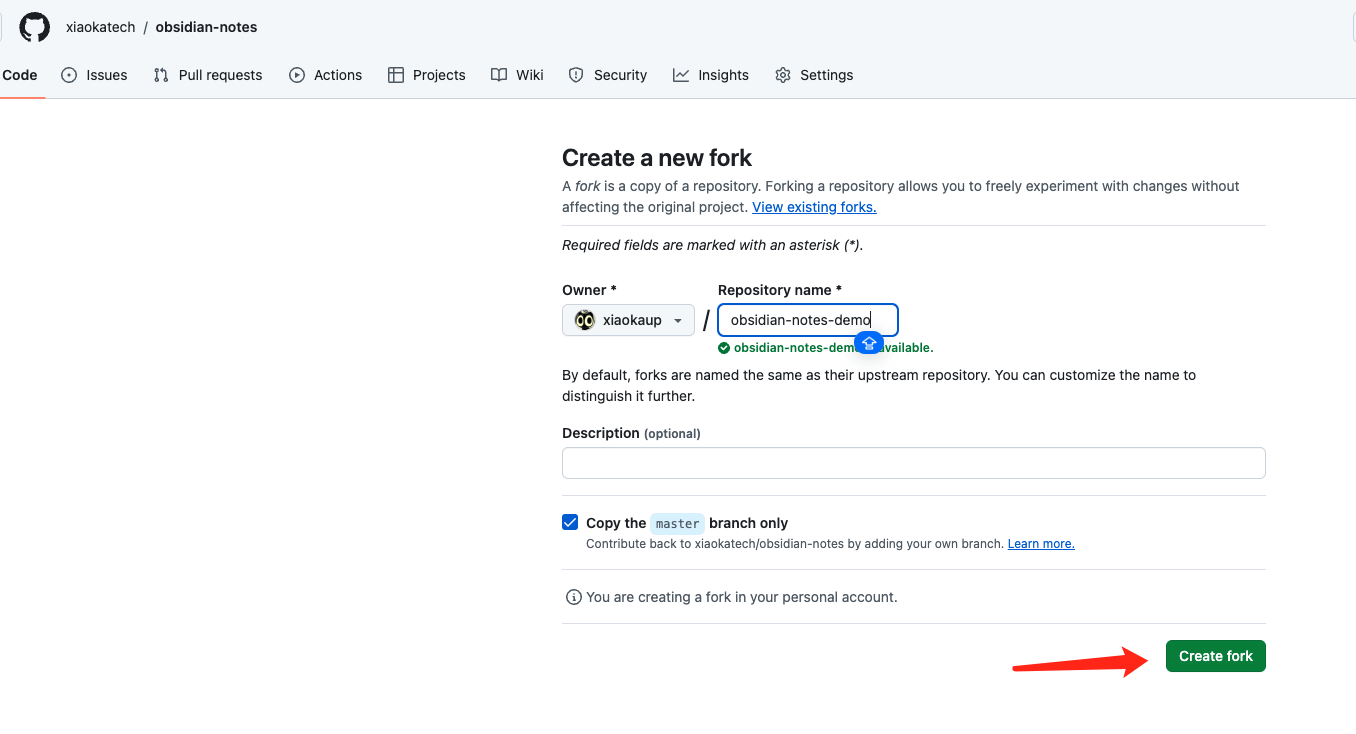 xiaokatech / obsidian-notes
Code Issues Pull requests Actions Projects Wiki Security Insights Settings
Create a new fork
A fork is a copy of a repository. Forking a repository allows you to freely experiment with changes without
affecting the original project. View existing forks.
Required fields are marked with an asterisk (*).
Owner * Repository name *
xiaokaup / obsidian-notes-demo
obsidian-notes-dem vailable.
By default, forks are named the same as their upstream repository. You can customize the name to
distinguish it further.
Description (optional)
Copy the master branch only
Contribute back to xiaokatech/obsidian-notes by adding your own branch. Learn more.
You are creating a fork in your personal account.
Create fork